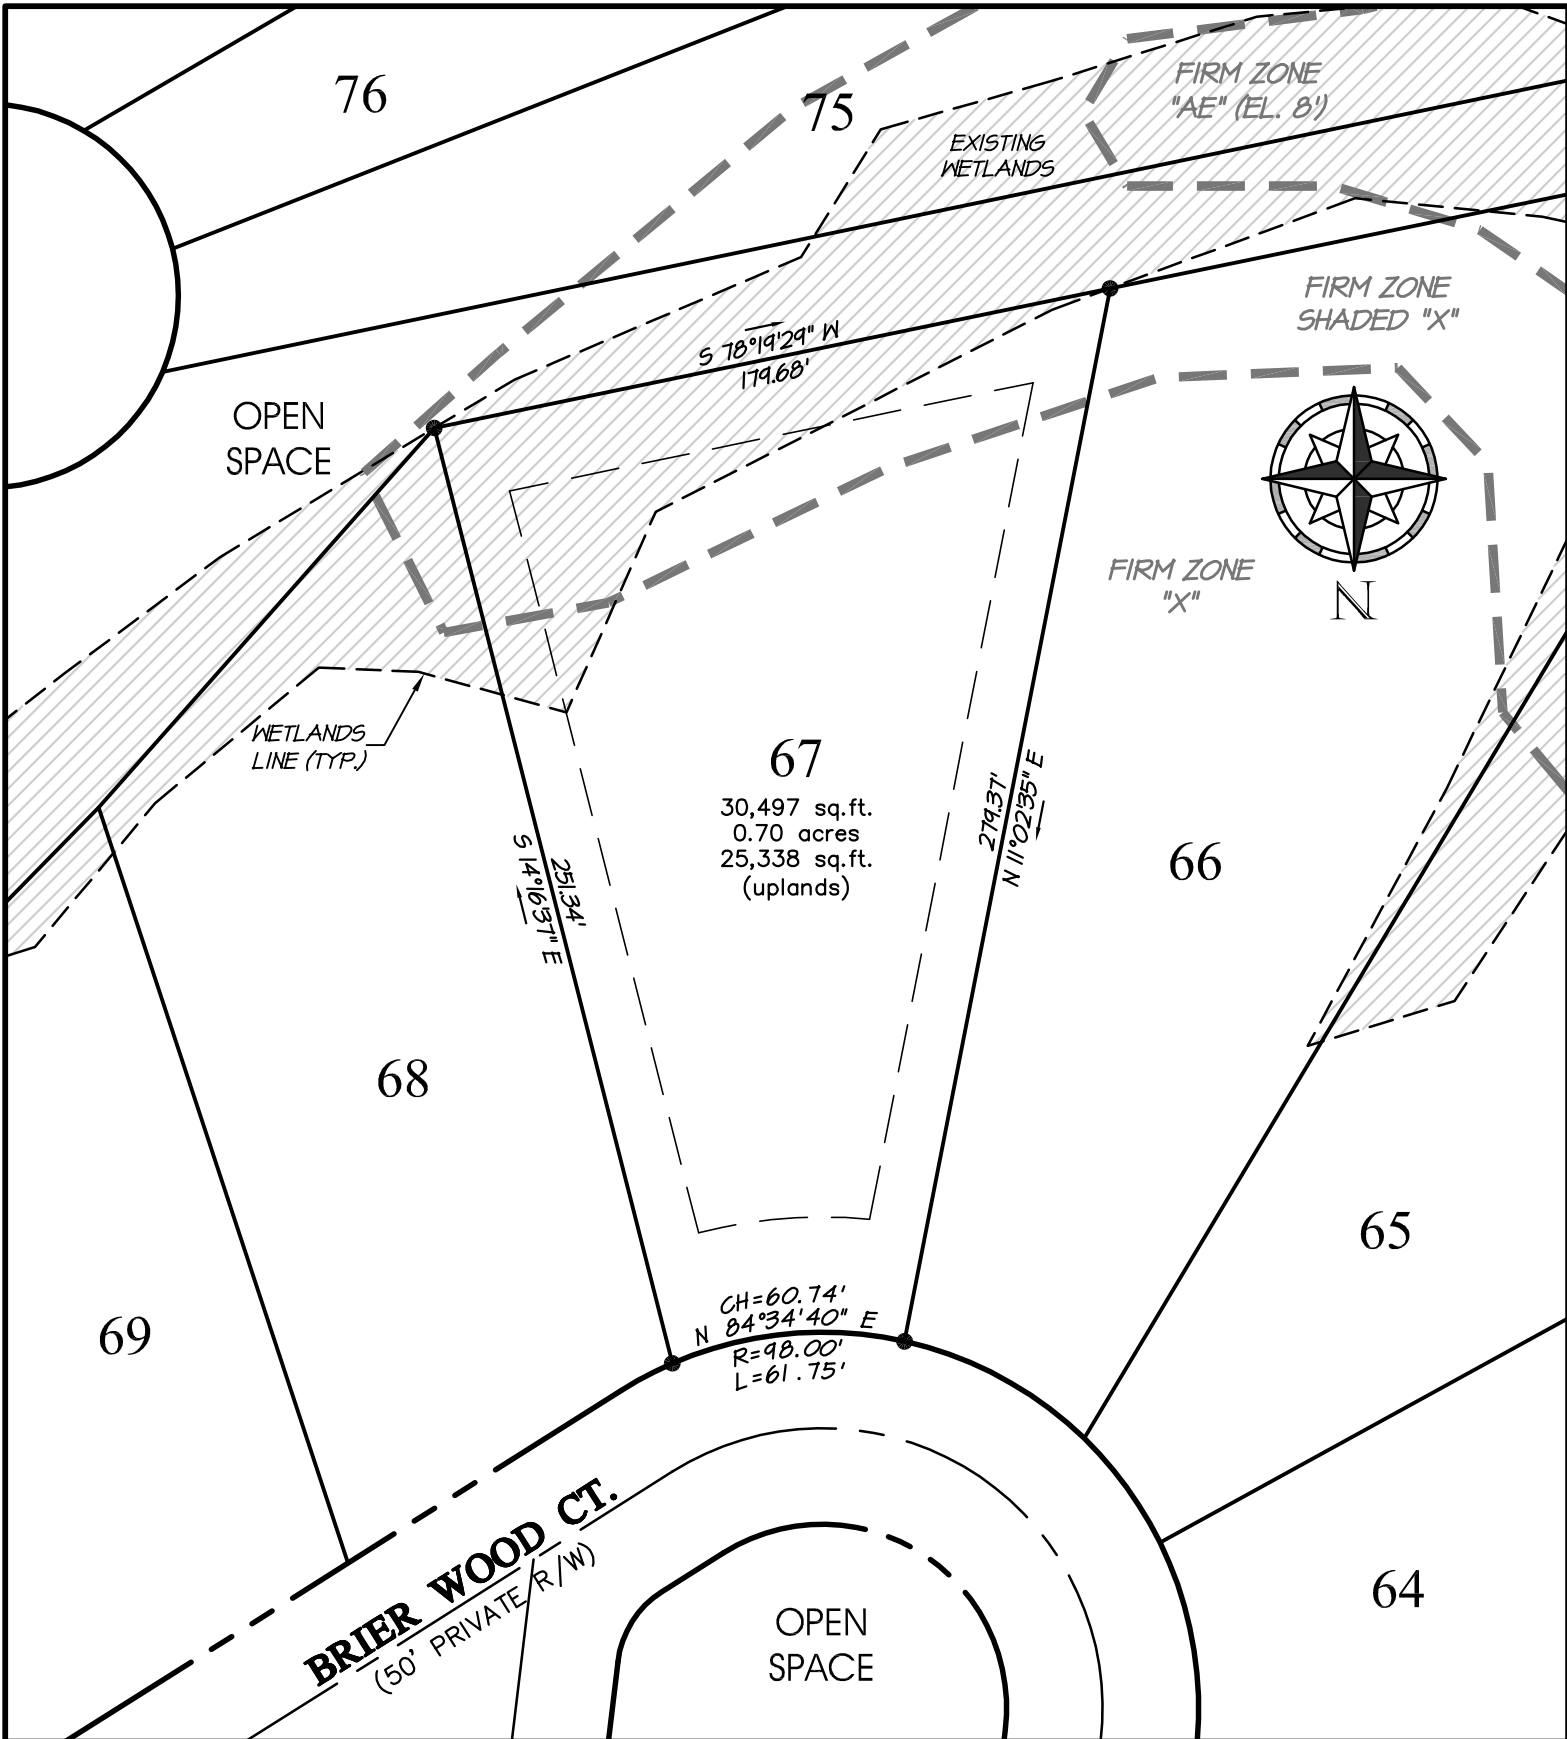 76
75
FIRM ZONE
"AE" (EL. 8')
EXISTING
WETLANDS
FIRM ZONE
SHADED "X"
S 78°19'29" W
179.68'
OPEN
SPACE
FIRM ZONE
"X"
N
WETLANDS
LINE (TYP.)
67
30,497 sq.ft.
0.70 acres
25,338 sq.ft.
(uplands)
251.34'
S 14°16'37" E
279.37'
N 11°02'35" E
66
68
65
69
CH=60.74'
N 84°34'40" E
R=98.00'
L=61.75'
BRIER WOOD CT.
(50' PRIVATE R/W)
64
OPEN
SPACE